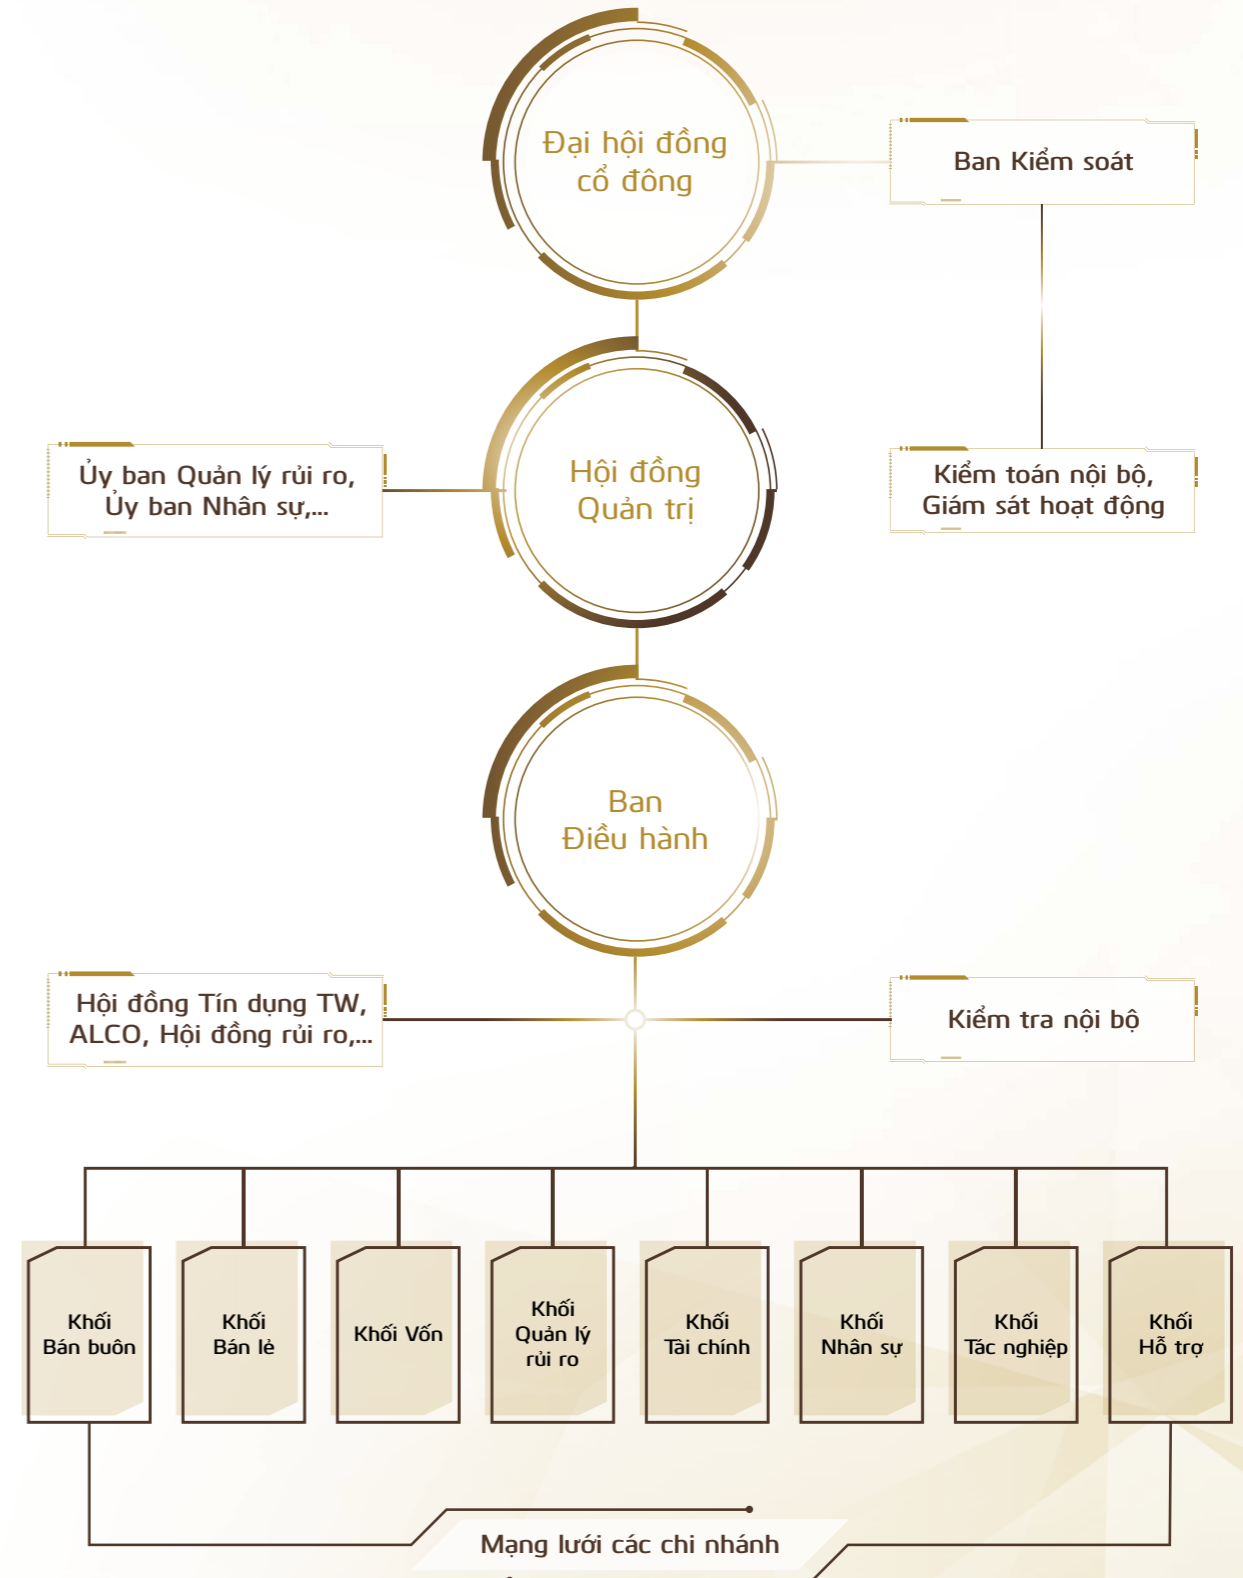 Đại hội đồng
cổ đông
Ban Kiểm soát
Ủy ban Quản lý rủi ro,
Ủy ban Nhân sự,...
Hội đồng
Quản trị
Kiểm toán nội bộ,
Giám sát hoạt động
Ban
Điều hành
Hội đồng Tín dụng TW,
ALCO, Hội đồng rủi ro,...
Kiểm tra nội bộ
Khối
Bán buôn
Khối
Bán lẻ
Khối Vốn
Khối
Quản lý
rủi ro
Khối
Tài chính
Khối
Nhân sự
Khối
Tác nghiệp
Khối
Hỗ trợ
Mạng lưới các chi nhánh